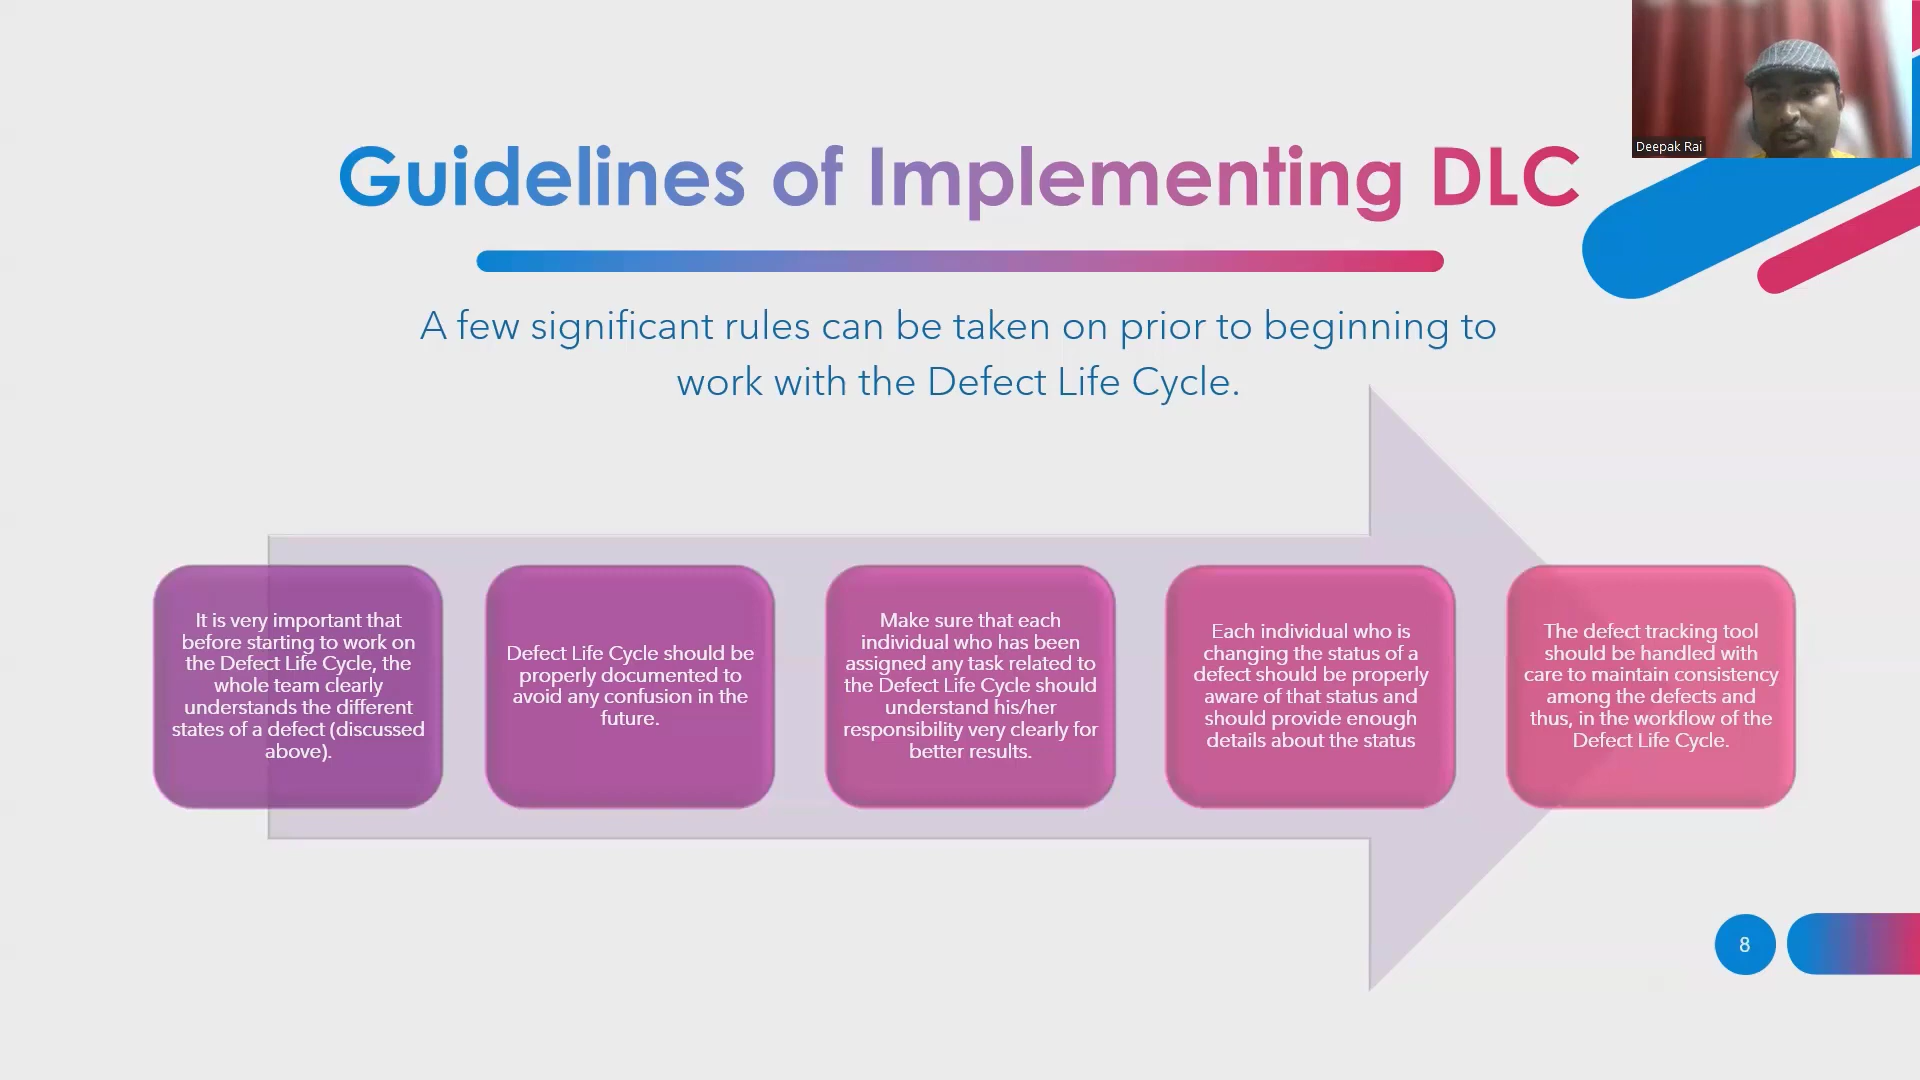 Deepak Rai
Guidelines of Implementing DLC
A few significant rules can be taken on prior to beginning to
work with the Defect Life Cycle.
It is very important that
before starting to work on
the Defect Life Cycle, the
whole team clearly
understands the different
states of a defect (discussed
above).
Defect Life Cycle should be
properly documented to
avoid any confusion in the
future.
Make sure that each
individual who has been
assigned any task related to
the Defect Life Cycle should
understand his/her
responsibility very clearly for
better results.
Each individual who is
changing the status of a
defect should be properly
aware of that status and
should provide enough
details about the status
The defect tracking tool
should be handled with
care to maintain consistency
among the defects and
thus, in the workflow of the
Defect Life Cycle.
8